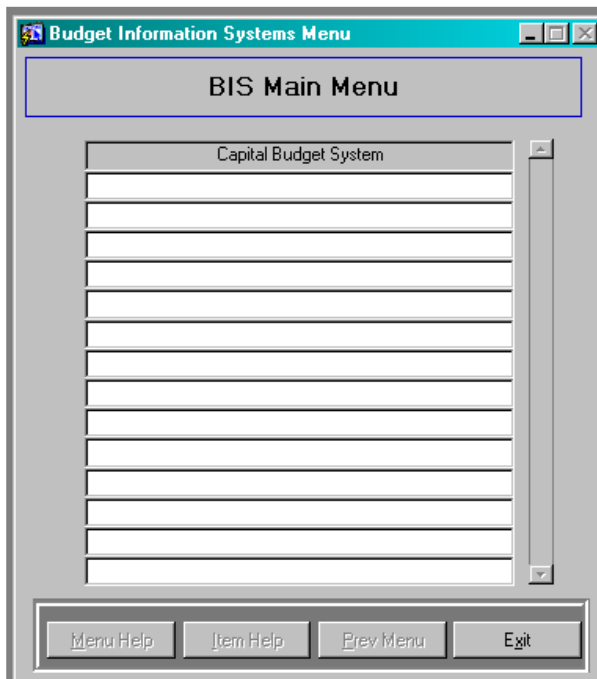 Budget Information Systems Menu
BIS Main Menu
Capital Budget System
Menu Help Item Help Prev Menu Exit